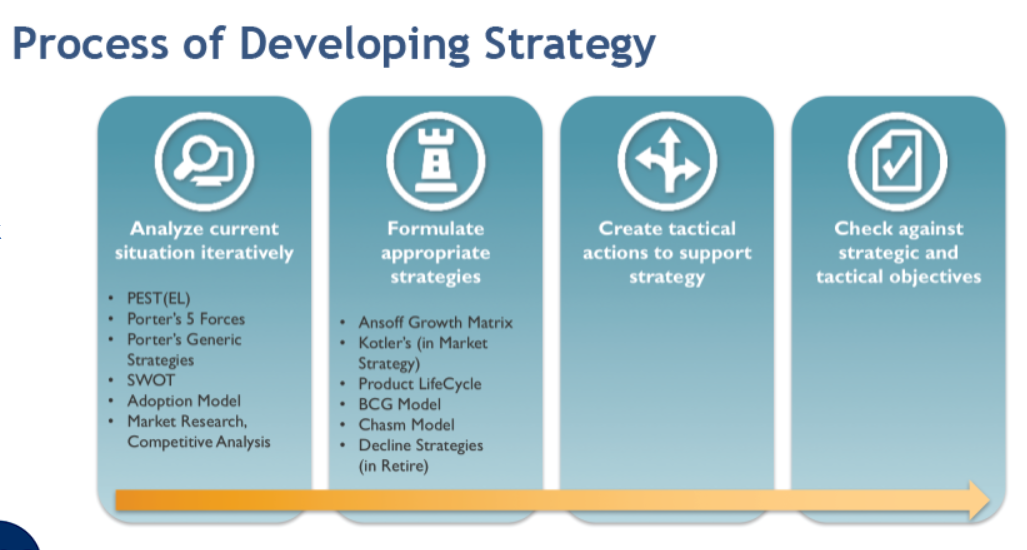 Process of Developing Strategy
Analyze current
situation iteratively
• PEST(EL)
• Porter's 5 Forces
• Porter's Generic
Strategies
• SWOT
• Adoption Model
• Market Research,
Competitive Analysis
Formulate
appropriate
strategies
• Ansoff Growth Matrix
• Kotler's (in Market
Strategy)
• Product LifeCycle
• BCG Model
• Chasm Model
• Decline Strategies
(in Retire)
Create tactical
actions to support
strategy
Check against
strategic and
tactical objectives